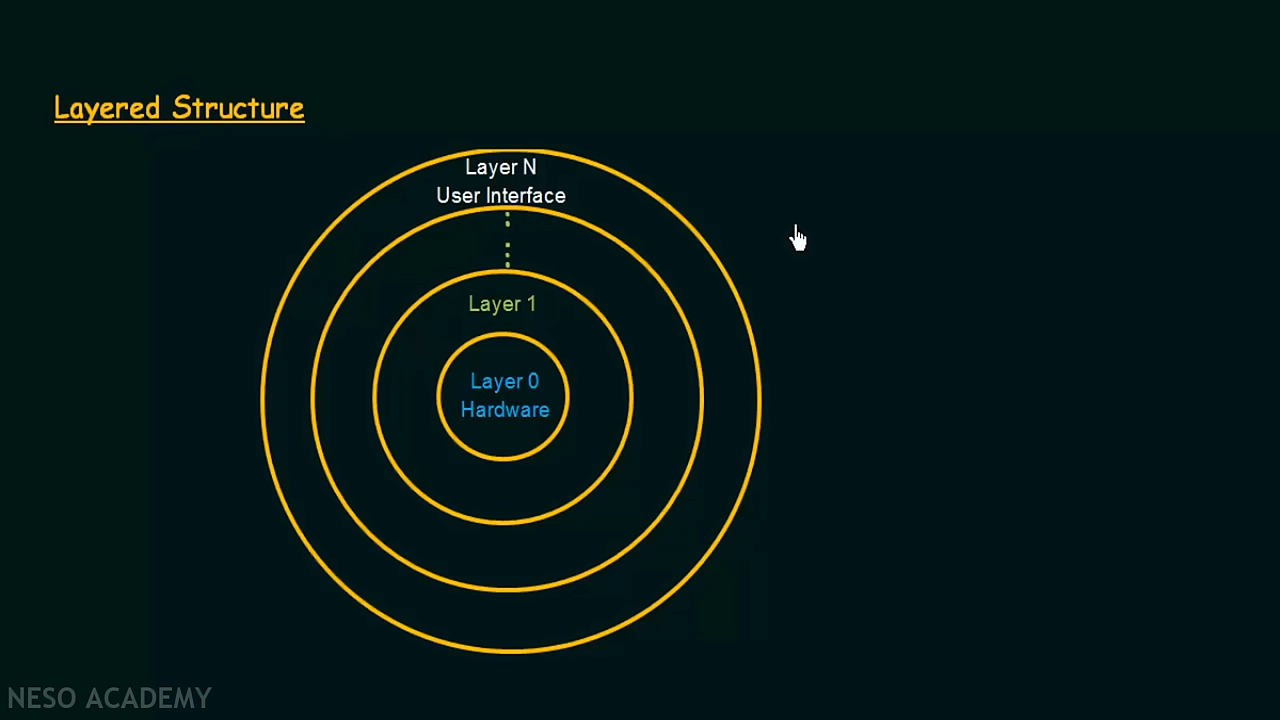 Layered Structure
Layer N
User Interface
Layer 1
Layer 0
Hardware
NESO ACADEMY